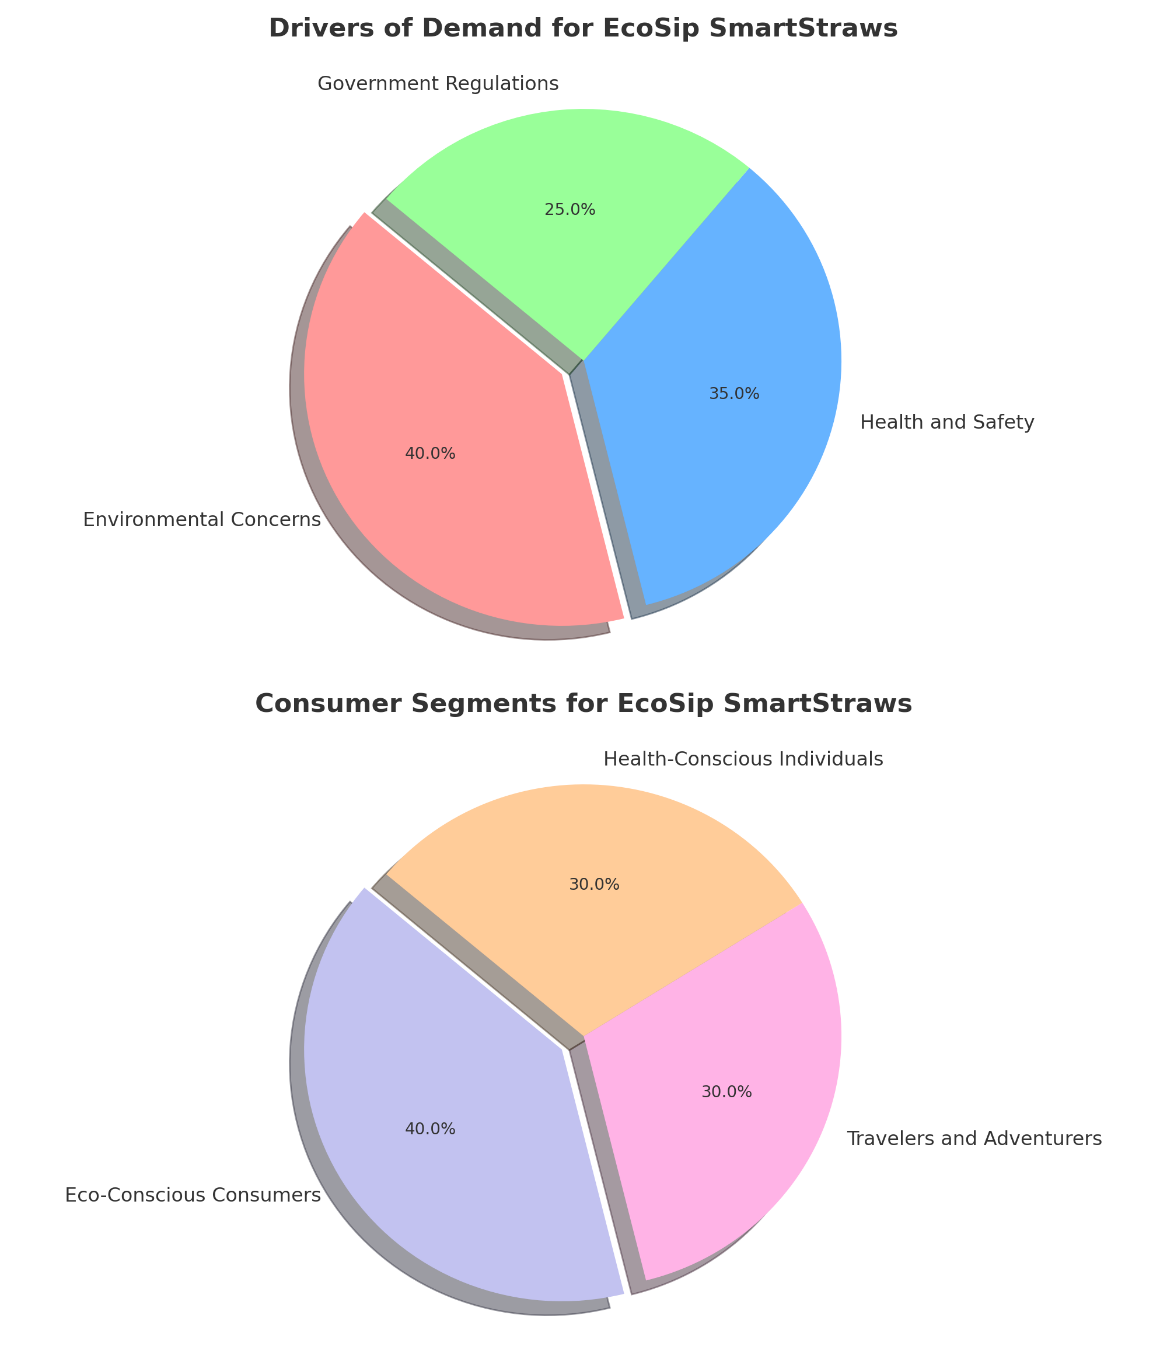 Drivers of Demand for EcoSip SmartStraws
Government Regulations
25.0%
35.0%
Health and Safety
40.0%
Environmental Concerns
Consumer Segments for EcoSip SmartStraws
Health-Conscious Individuals
30.0%
30.0%
40.0%
Travelers and Adventurers
Eco-Conscious Consumers